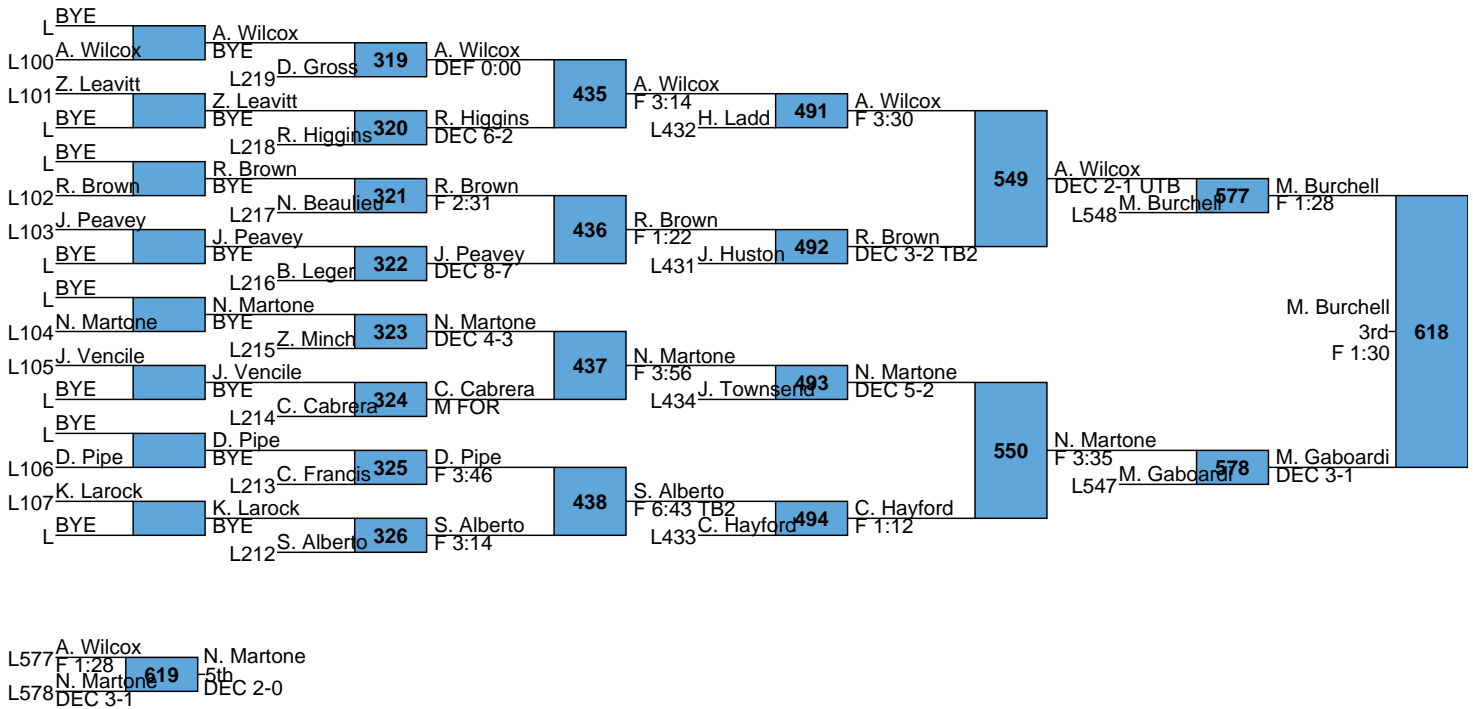 BYE
L
A. Wilcox
L100
A. Wilcox
BYE
Z. Leavitt
L101
BYE
L
Z. Leavitt
BYE
BYE
L
R. Brown
L102
R. Brown
BYE
J. Peavey
L103
BYE
L
J. Peavey
BYE
BYE
L
N. Martone
L104
N. Martone
BYE
J. Vencile
L105
BYE
L
J. Vencile
BYE
BYE
L
D. Pipe
L106
D. Pipe
BYE
K. Larock
L107
BYE
L
K. Larock
BYE
D. Gross
L219
319
A. Wilcox
DEF 0:00
R. Higgins
L218
320
R. Higgins
DEC 6-2
N. Beaulieu
L217
321
R. Brown
F 2:31
B. Leger
L216
322
J. Peavey
DEC 8-7
Z. Minch
L215
323
N. Martone
DEC 4-3
C. Cabrera
L214
324
C. Cabrera
M FOR
C. Francis
L213
325
D. Pipe
F 3:46
S. Alberto
L212
326
S. Alberto
F 3:14
435
A. Wilcox
F 3:14
436
R. Brown
F 1:22
437
N. Martone
F 3:56
438
S. Alberto
F 6:43 TB2
H. Ladd
L432
491
A. Wilcox
F 3:30
J. Huston
L431
492
R. Brown
DEC 3-2 TB2
J. Townsend
L434
493
N. Martone
DEC 5-2
C. Hayford
L433
494
C. Hayford
F 1:12
549
A. Wilcox
DEC 2-1 UTB
550
N. Martone
F 3:35
M. Burchell
L548
577
M. Burchell
F 1:28
M. Gaboardi
L547
578
M. Gaboardi
DEC 3-1
M. Burchell
3rd
F 1:30
618
A. Wilcox
L577
F 1:28
N. Martone
L578
DEC 3-1
619
N. Martone
5th
DEC 2-0